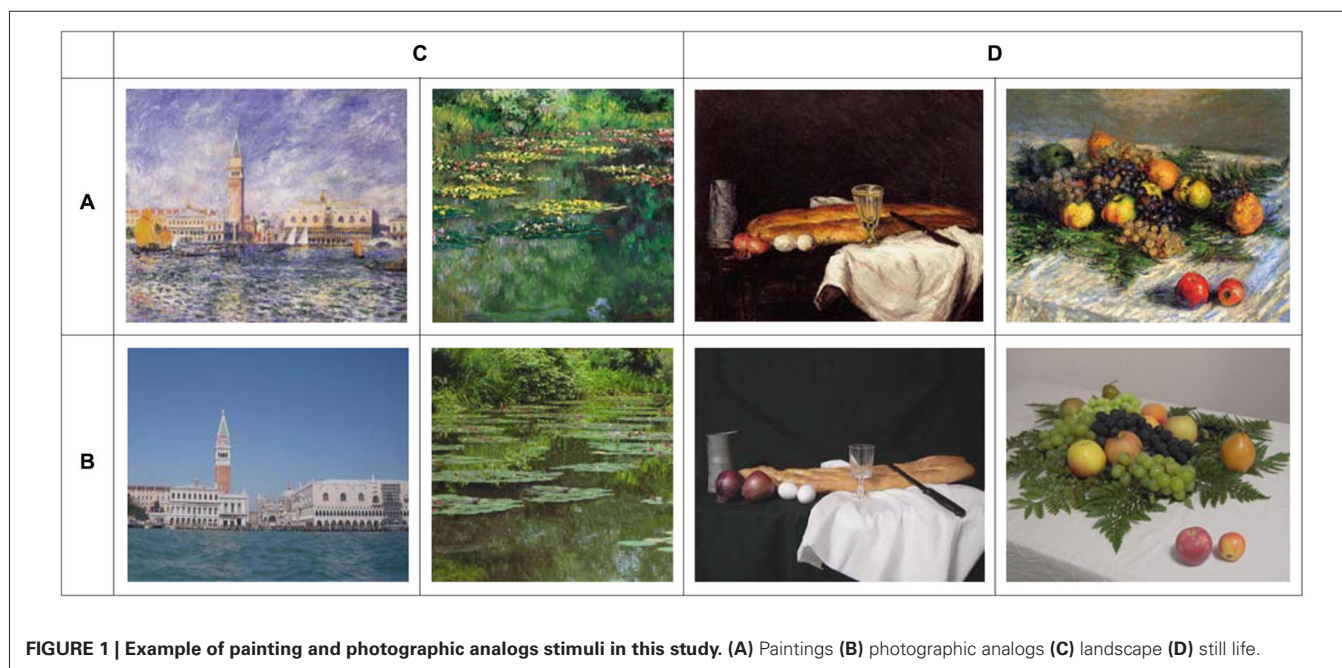 C D
A
B
FIGURE 1 | Example of painting and photographic analogs stimuli in this study. (A) Paintings (B) photographic analogs (C) landscape (D) still life.